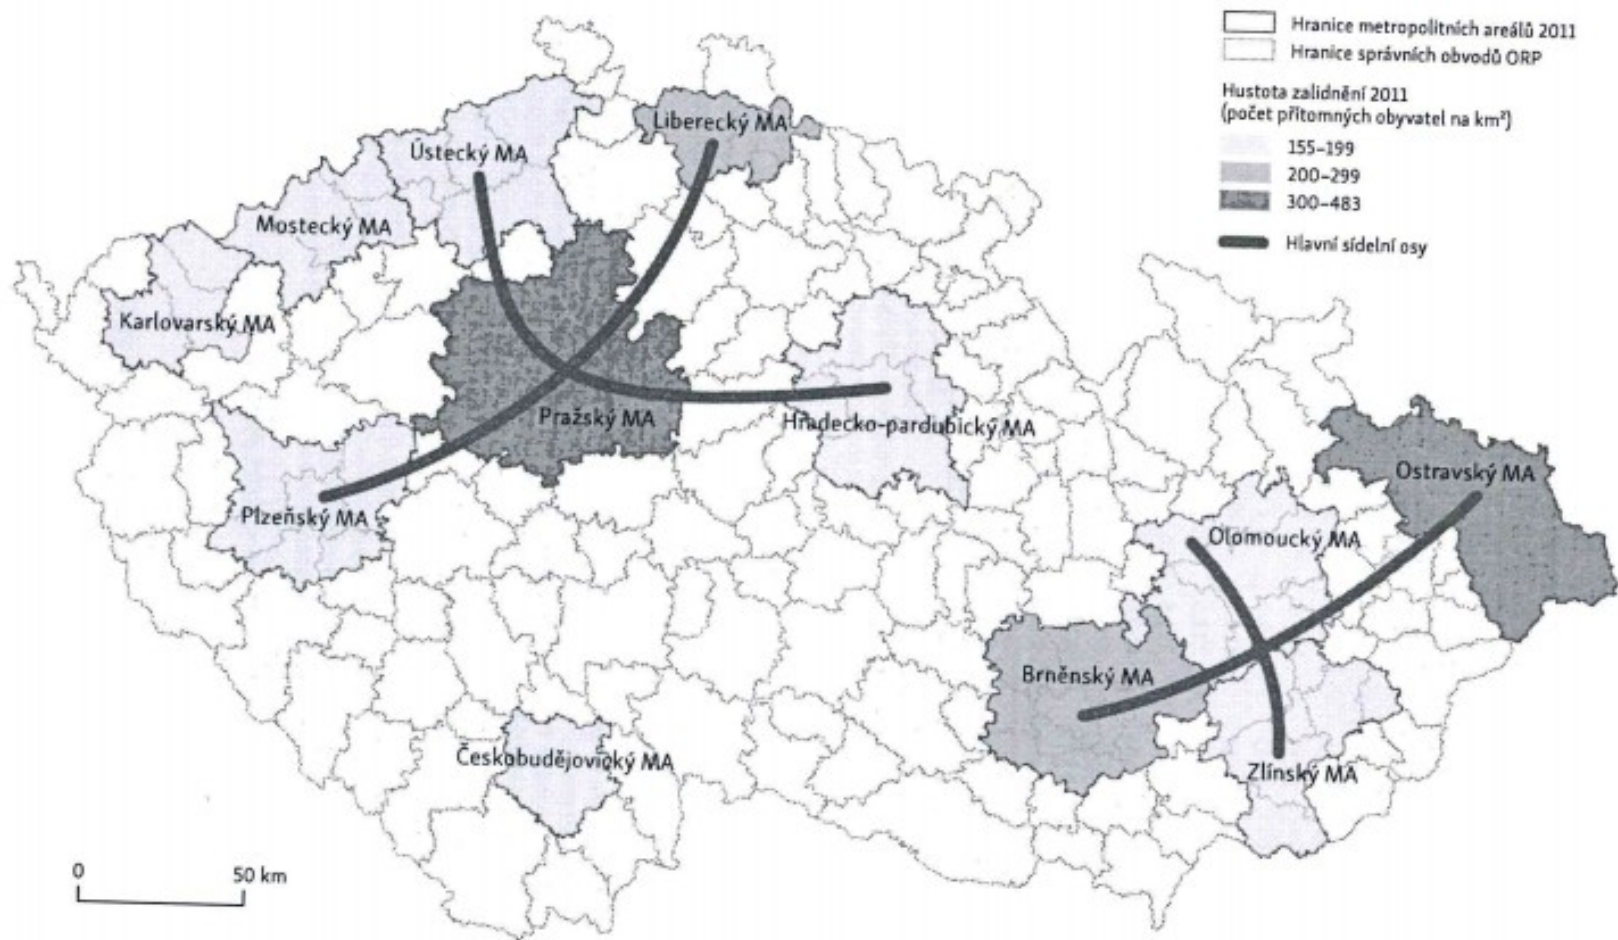 Hranice metropolitních areálů 2011
Hranice správních obvodů ORP
Hustota zalidnění 2011
(počet přítomných obyvatel na km²)
155–199
200–299
300–483
Hlavní sídelní osy
Liberecký MA
Ústecký MA
Mostecký MA
Karlovarský MA
Pražský MA
Hradecko-pardubický MA
Plzeňský MA
Ostravský MA
Olomoucký MA
Brněnský MA
Českobudějovický MA
Zlínský MA
0 50 km